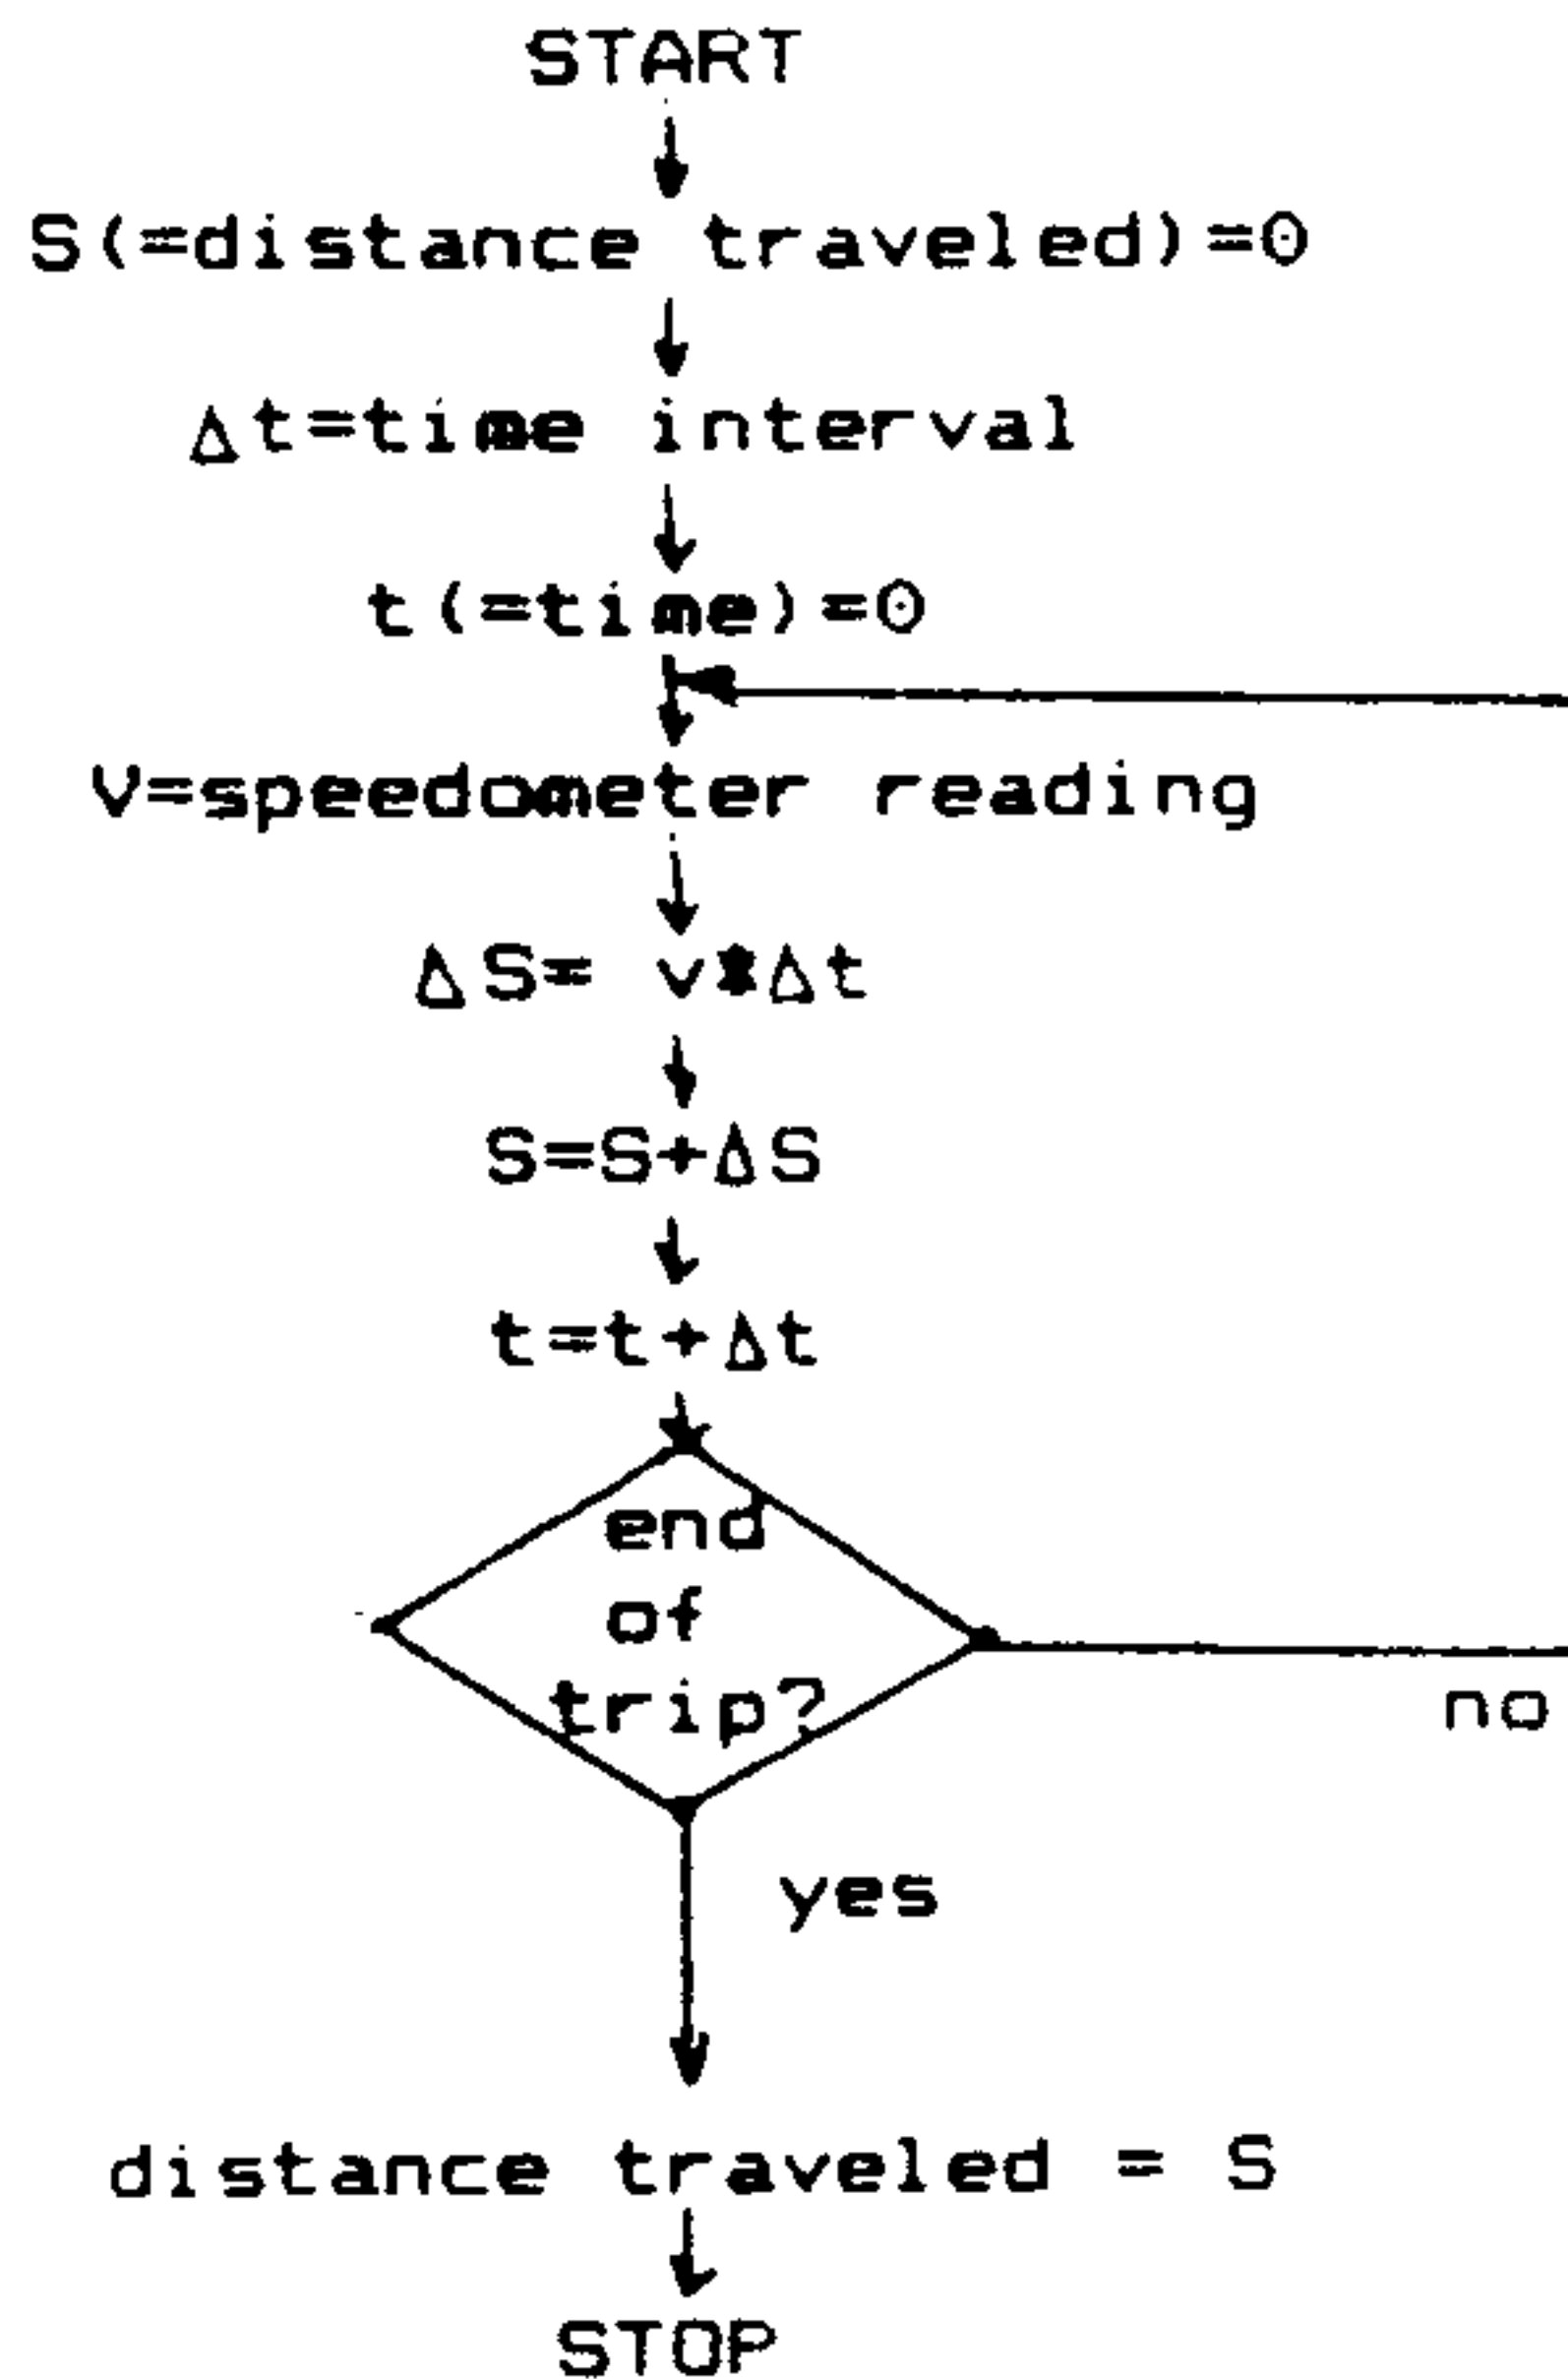 START
S(=distance traveled)=0
Δt=time interval
t(=time)=0
v=speedometer reading
ΔS= v*Δt
S=S+ΔS
t=t+Δt
end
of
trip?
no
yes
distance traveled = S
STOP